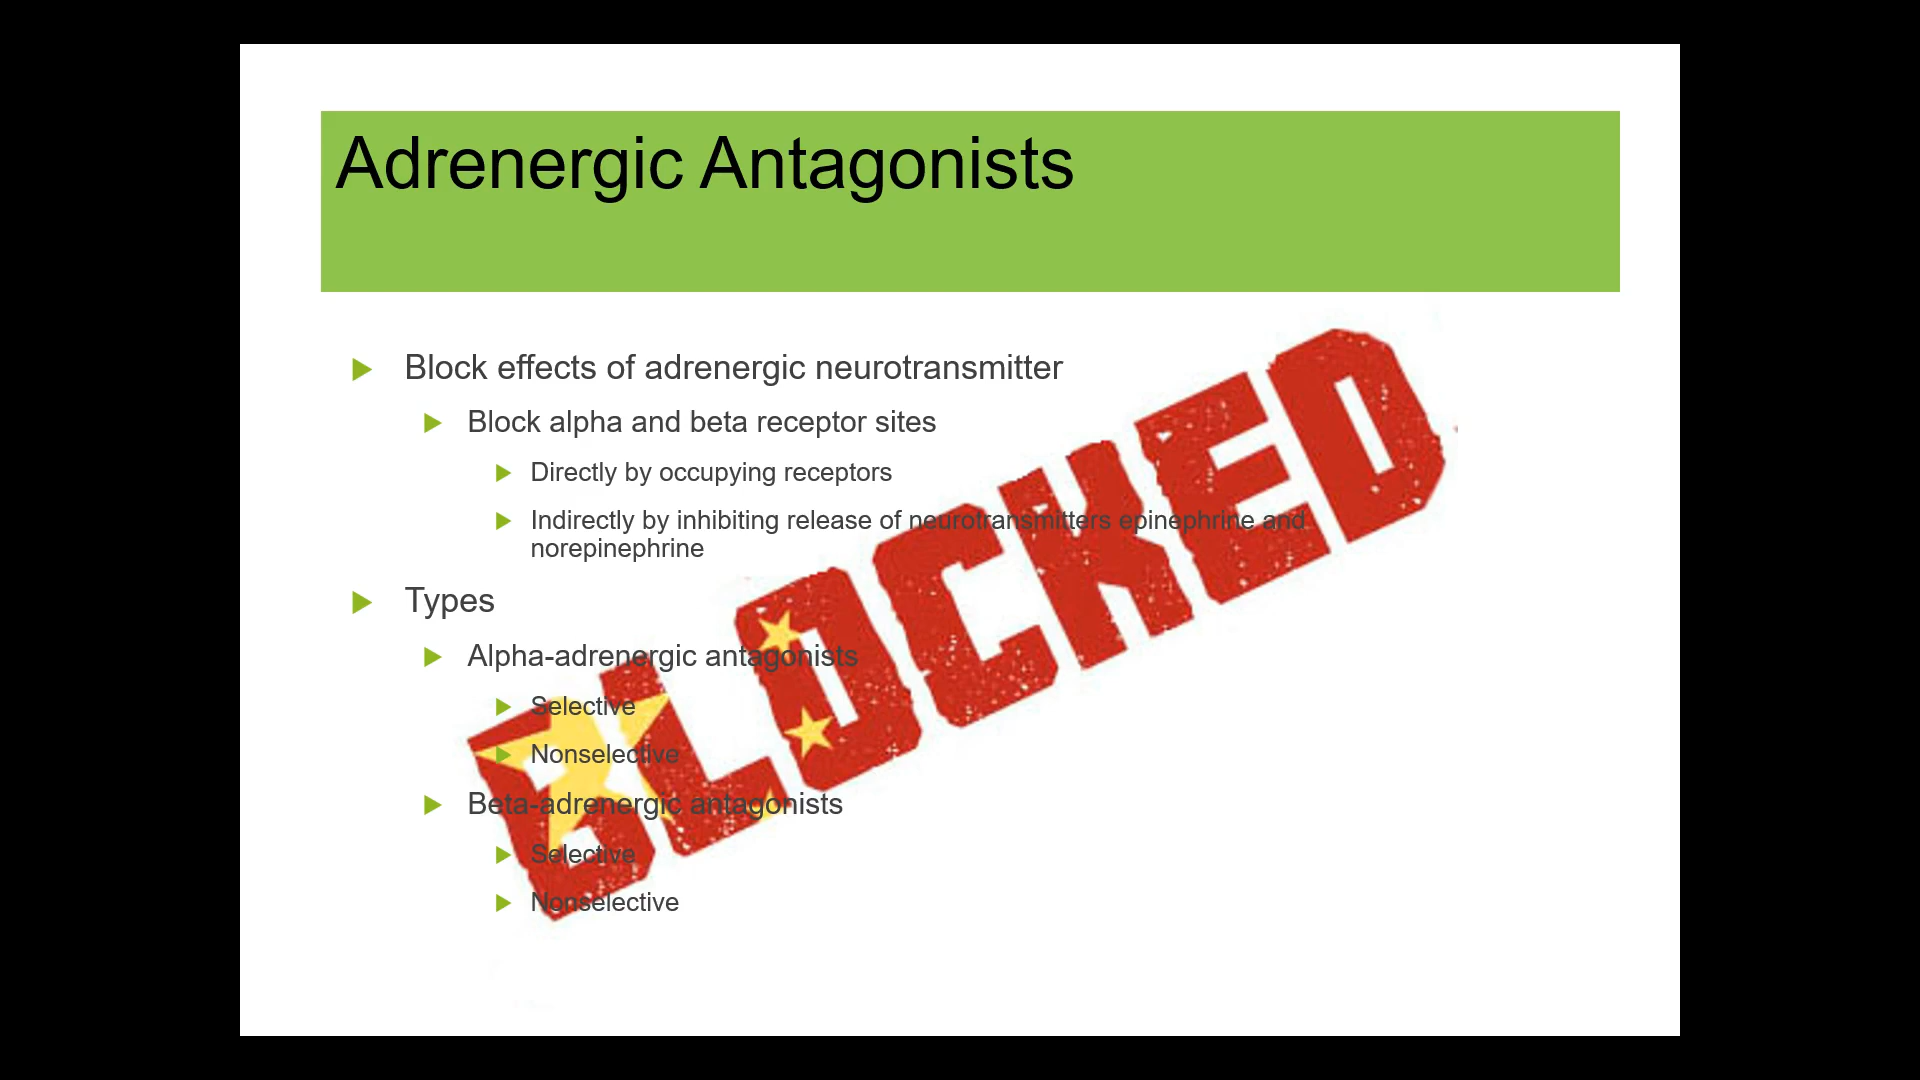 Adrenergic Antagonists
Block effects of adrenergic neurotransmitter
Block alpha and beta receptor sites
Directly by occupying receptors
Indirectly by inhibiting release of neurotransmitters epinephrine and
norepinephrine
Types
Alpha-adrenergic antagonists
Selective
Nonselective
Beta-adrenergic antagonists
Selective
Nonselective
BLOCKED